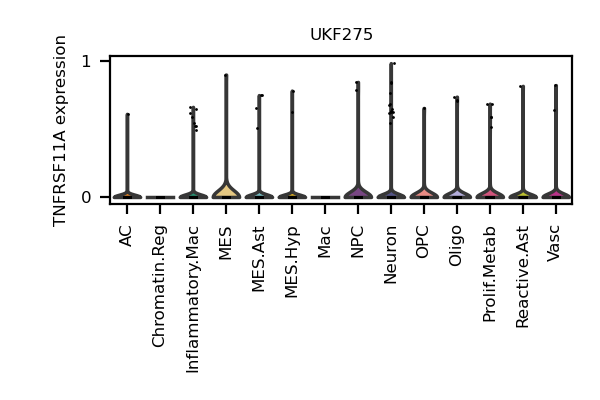 UKF275
TNFRSF11A expression
1
0
AC
Chromatin.Reg
Inflammatory.Mac
MES
MES.Ast
MES.Hyp
Mac
NPC
Neuron
OPC
Oligo
Prolif.Metab
Reactive.Ast
Vasc